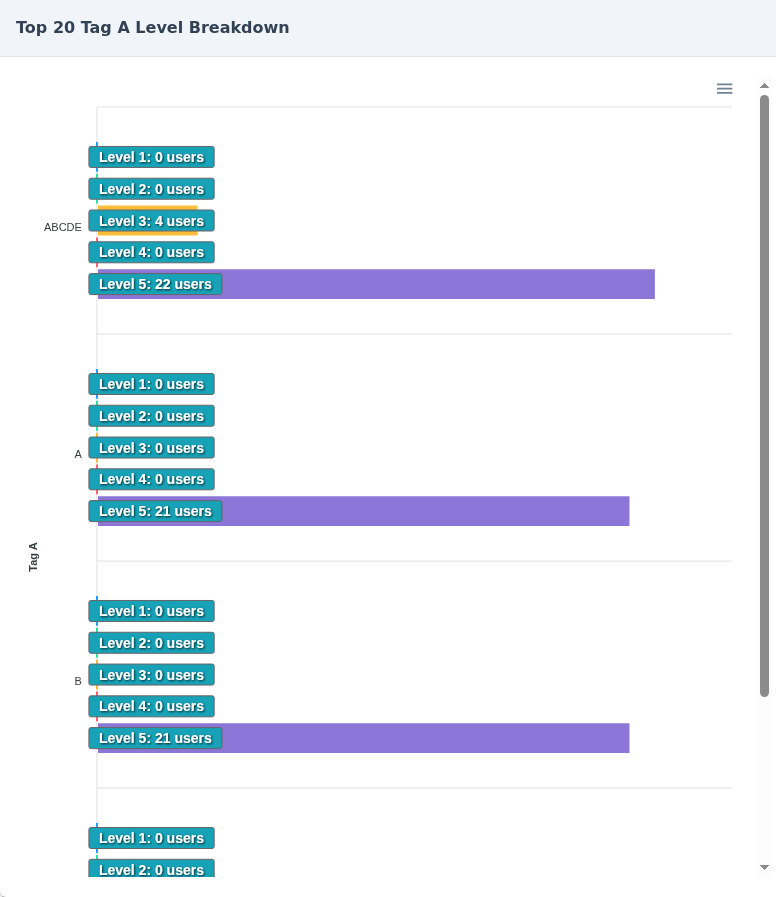 Top 20 Tag A Level Breakdown
Level 1: 0 users
Level 2: 0 users
Level 3: 4 users
ABCDE
Level 4: 0 users
Level 5: 22 users
Level 1: 0 users
Level 2: 0 users
Level 3: 0 users
A
Level 4: 0 users
Level 5: 21 users
Tag A
Level 1: 0 users
Level 2: 0 users
Level 3: 0 users
B
Level 4: 0 users
Level 5: 21 users
Level 1: 0 users
Level 2: 0 users